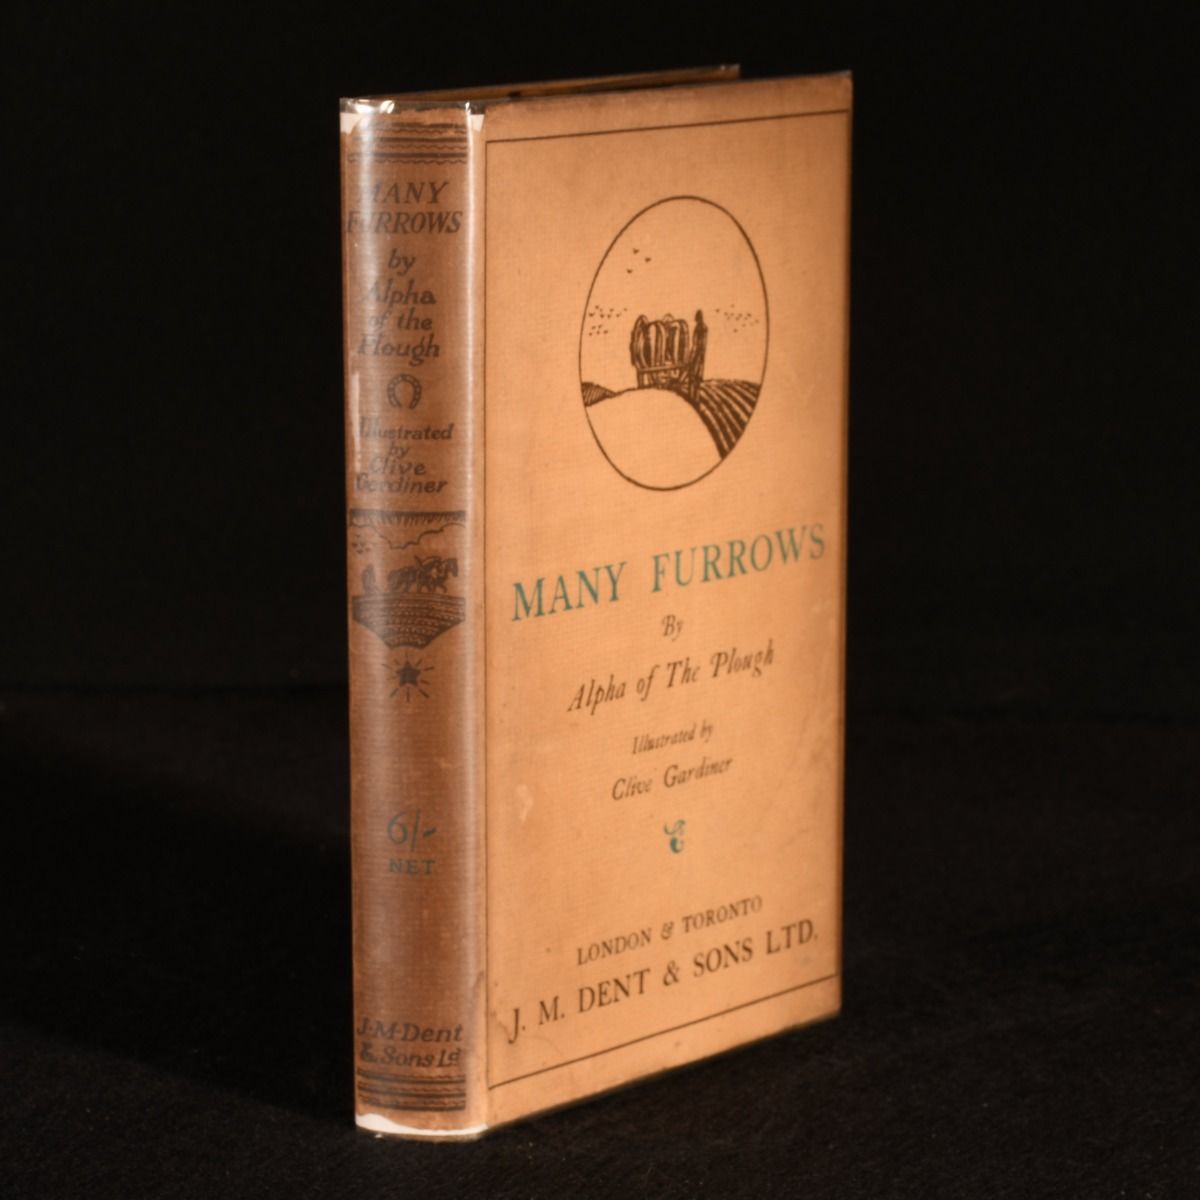 MANY
FURROWS
by
Alpha
of the
Plough
Illustrated
by
Clive
Gardiner
6/-
NET
J.M.Dent
& Sons Ld
MANY FURROWS
By
Alpha of The Plough
Illustrated by
Clive Gardiner
LONDON & TORONTO
J. M. DENT & SONS LTD.